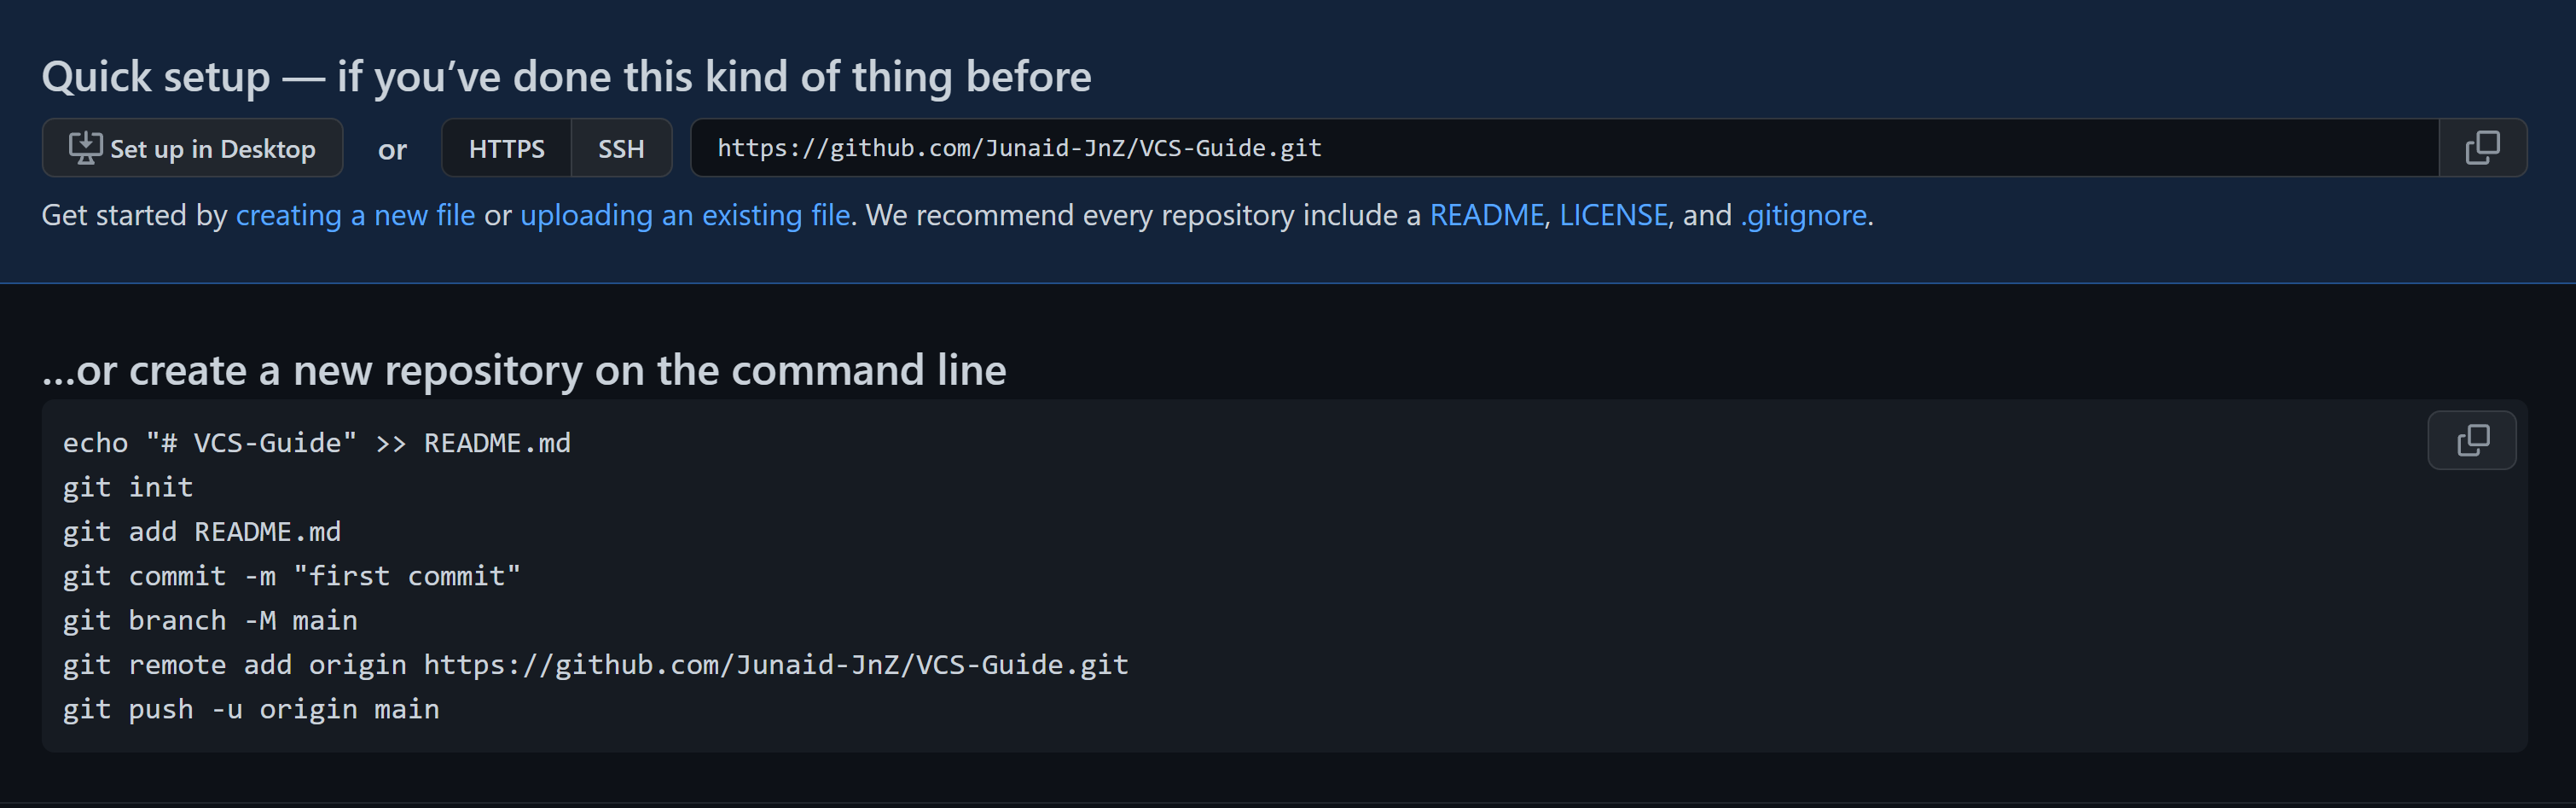 Quick setup — if you’ve done this kind of thing before
Set up in Desktop or HTTPS SSH https://github.com/Junaid-JnZ/VCS-Guide.git
Get started by creating a new file or uploading an existing file. We recommend every repository include a README, LICENSE, and .gitignore.
…or create a new repository on the command line
echo "# VCS-Guide" >> README.md
git init
git add README.md
git commit -m "first commit"
git branch -M main
git remote add origin https://github.com/Junaid-JnZ/VCS-Guide.git
git push -u origin main